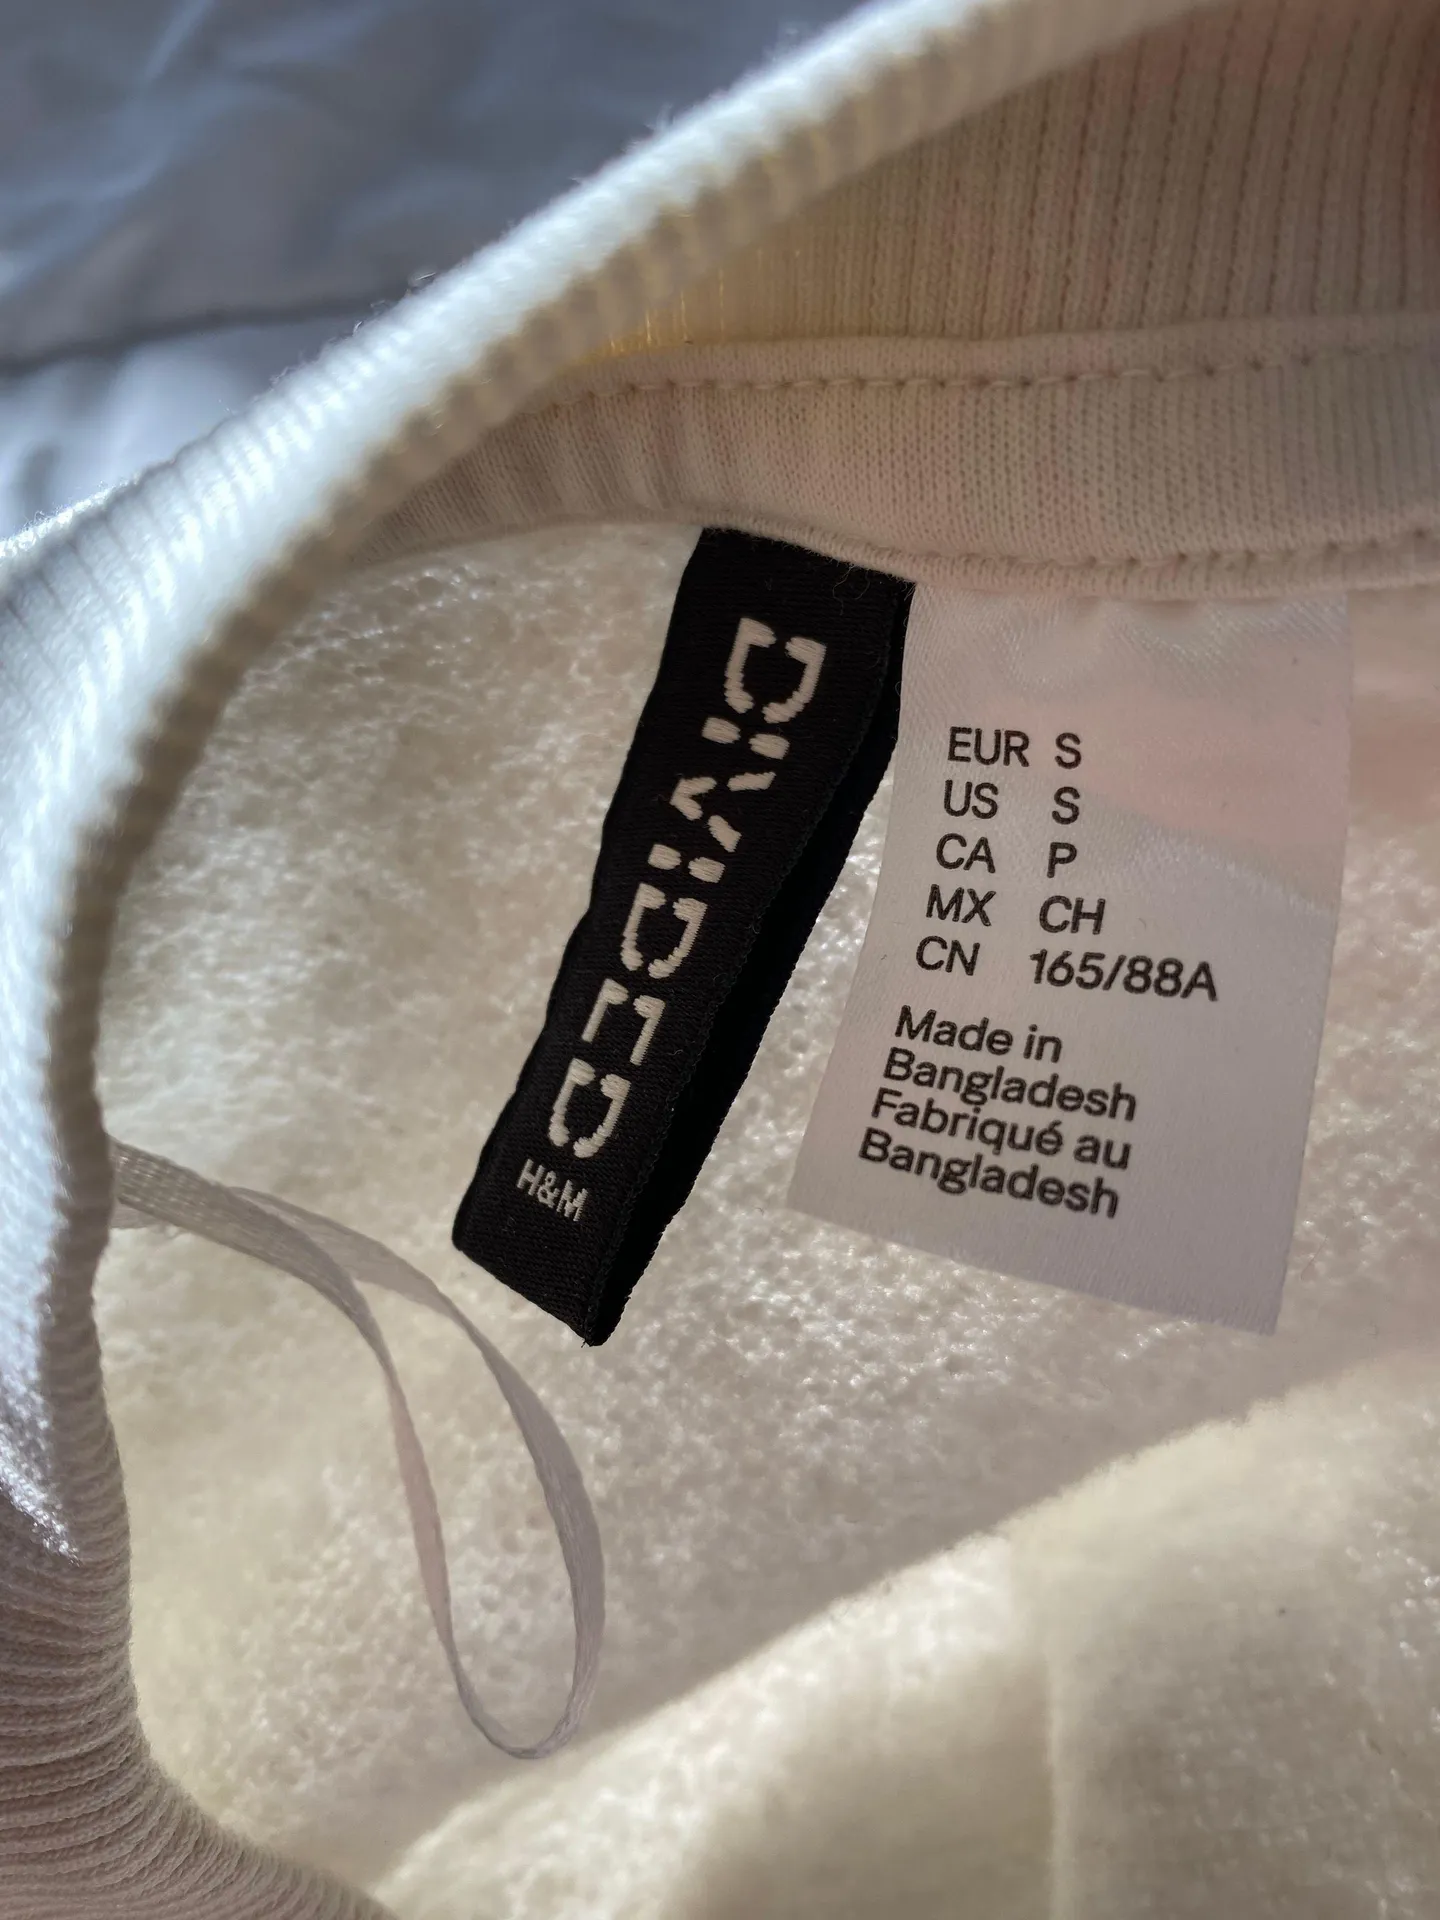 DIVIDED
H&M
EUR S
US S
CA P
MX CH
CN 165/88A
Made in
Bangladesh
Fabriqué au
Bangladesh